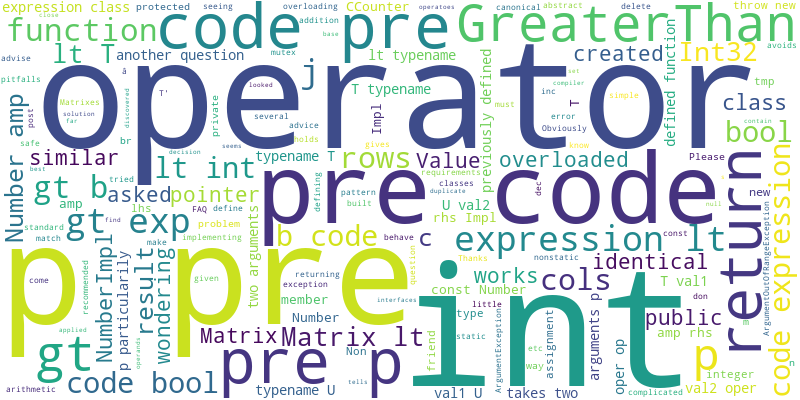 expression class
protected
seeing
overloading
canonical
abstract
delete
throw new
close
CCounter
addition
operatoes
base
function
code pre
GreaterThan
advise
lt T
another question
mutex
lt typename
created
Int32
avoids
pitfalls
operator
j
T typename
set
compiler
tmp
defined function
Matrixes
T'
looked
inc
simple
class
solution
far
discovered
post
private
Impl
several
advice
must
error
T
Obviously
contain
bool
safe
br
holds
gives
know
Number amp
similar
decision
seems
typename T
rows
Value
overloaded
previously defined
Please
lt int
requirements
classes
duplicate
dec
new
gt b
best
tried
asked
pointer
defining
pattern
built
pre code
U val2
amp
lhs
FAQ
define
rhs Impl
null
standard
match
gt
find
exp
problem
implementing
b code
behave
c
const
nonstatic
expression lt
return
code expression
p pre
come
make
given
two arguments
returning
exception
question
Thanks
identical
don
recommended
NumberImpl
p particularily
result
wondering
member
interfaces
works
cols
T val1
ArgumentOutOfRangeException
const Number
int
applied
operands
gt
Matrix
Number
Matrix lt
little
type
static
ArgumentException
friend
etc
way
assignment
arguments p
public
amp rhs
m
Non
tells
pre p
oper op
p
integer
val2 oper
n
arithmetic
code bool
typename U
val1 U
takes two
complicated